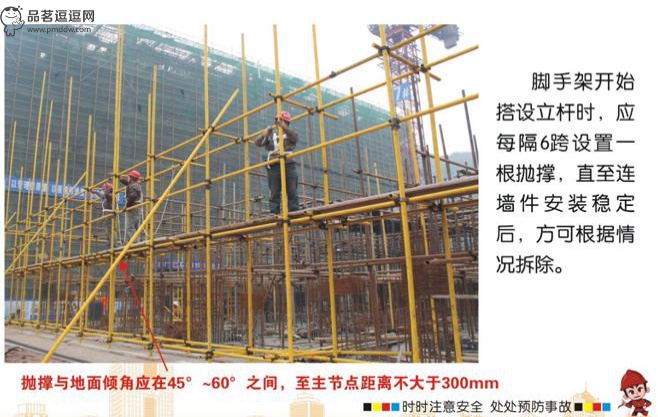 品茗逗逗网
www.pmddw.com
脚手架开始
搭设立杆时，应
每隔6跨设置一
根抛撑，直至连
墙件安装稳定
后，方可根据情
况拆除。
抛撑与地面倾角应在45°~60°之间，至主节点距离不大于300mm
时时注意安全 处处预防事故